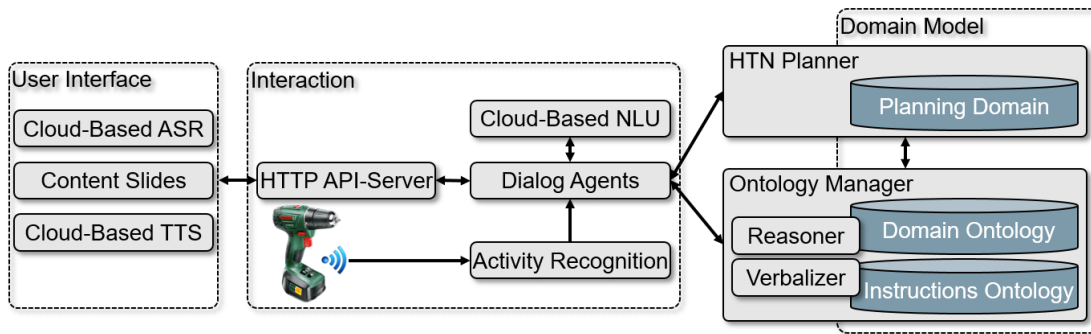 Domain Model
User Interface
Interaction
HTN Planner
Cloud-Based ASR
Cloud-Based NLU
Planning Domain
Content Slides
HTTP API-Server
Dialog Agents
Ontology Manager
Cloud-Based TTS
Reasoner
Domain Ontology
Activity Recognition
Verbalizer
Instructions Ontology